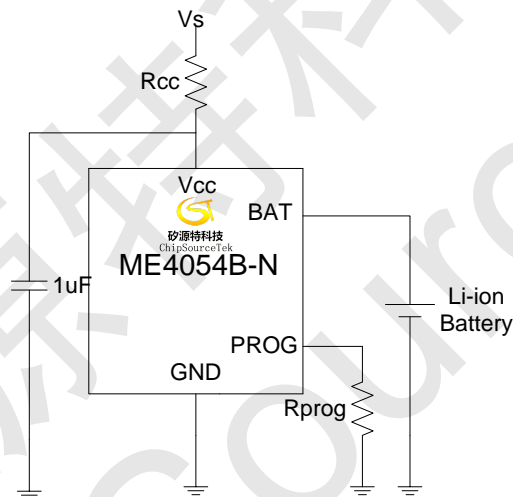 Vs
Rcc
Vcc
BAT
矽源特科技
ChipSourceTek
ME4054B-N
1uF
Li-ion
Battery
PROG
GND
Rprog